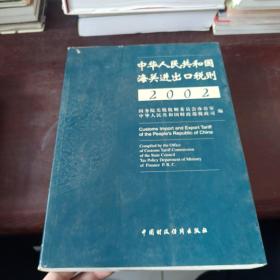 中华人民共和国
海关进出口税则
2002
国务院关税税则委员会办公室
中华人民共和国财政部税政司 编
Customs Import and Export Tariff
of the People's Republic of China
Compiled by the Office
of Customs Tariff Commission
of the State Council
Tax Policy Department of Ministry
of Finance P. R. C.
中国财政经济出版社